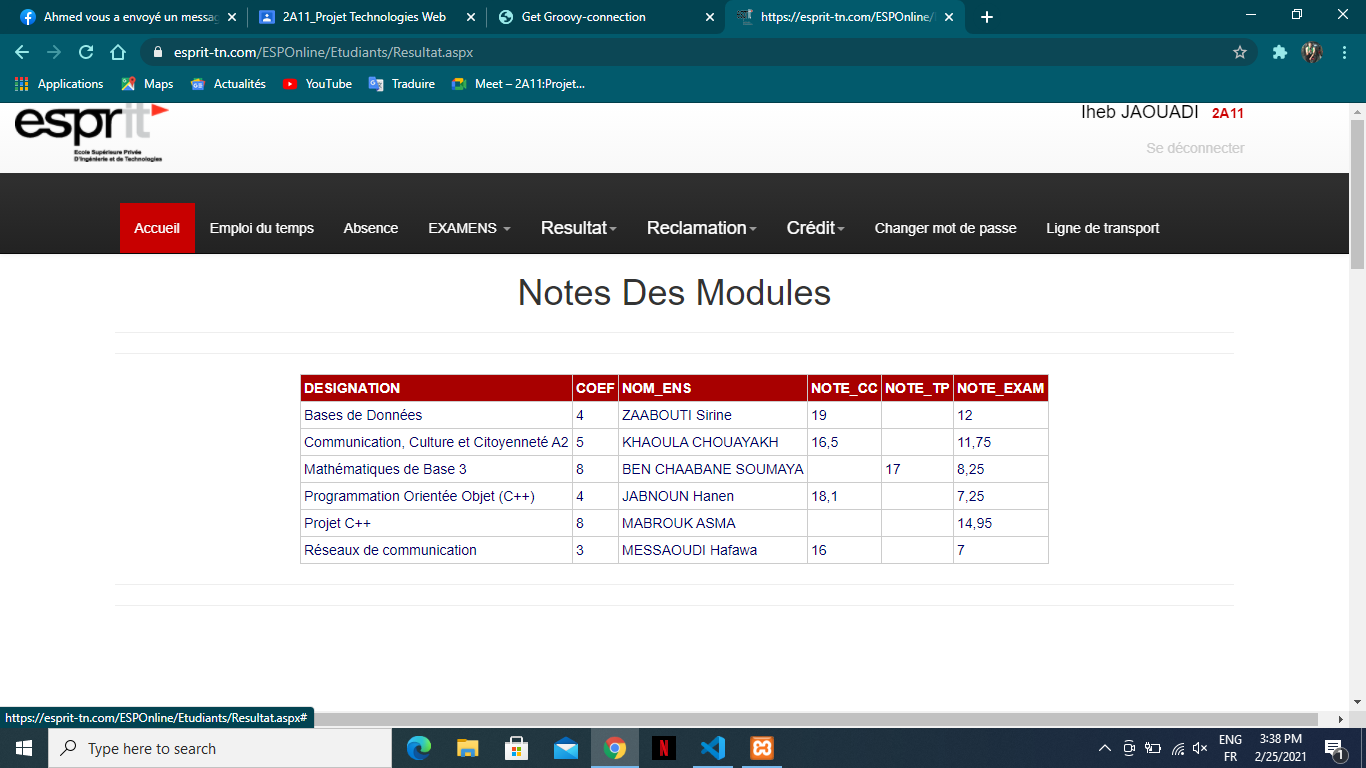 Ahmed vous a envoyé un messag
2A11_Projet Technologies Web
Get Groovy-connection
https://esprit-tn.com/ESPOnline/
esprit-tn.com/ESPOnline/Etudiants/Resultat.aspx
Applications Maps Actualités YouTube Traduire Meet – 2A11:Projet...
esprit
Ecole Supérieure Privée
D'Ingénierie et de Technologies
Iheb JAOUADI 2A11
Se déconnecter
Accueil Emploi du temps Absence EXAMENS Resultat Reclamation Crédit Changer mot de passe Ligne de transport
Notes Des Modules
DESIGNATION COEF NOM_ENS NOTE_CC NOTE_TP NOTE_EXAM
Bases de Données 4 ZAABOUTI Sirine 19 12
Communication, Culture et Citoyenneté A2 5 KHAOULA CHOUAYAKH 16,5 11,75
Mathématiques de Base 3 8 BEN CHAABANE SOUMAYA 17 8,25
Programmation Orientée Objet (C++) 4 JABNOUN Hanen 18,1 7,25
Projet C++ 8 MABROUK ASMA 14,95
Réseaux de communication 3 MESSAOUDI Hafawa 16 7
https://esprit-tn.com/ESPOnline/Etudiants/Resultat.aspx#
Type here to search
ENG
FR
3:38 PM
2/25/2021
1